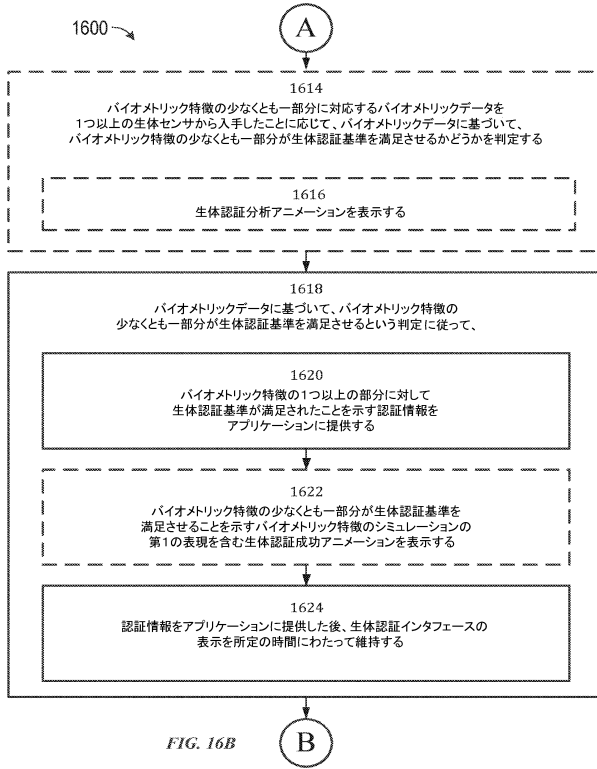 1600
A
1614
バイオメトリック特徴の少なくとも一部分に対応するバイオメトリックデータを
1つ以上の生体センサから入手したことに応じて、バイオメトリックデータに基づいて、
バイオメトリック特徴の少なくとも一部分が生体認証基準を満足させるかどうかを判定する
1616
生体認証分析アニメーションを表示する
1618
バイオメトリックデータに基づいて、バイオメトリック特徴の
少なくとも一部分が生体認証基準を満足させるという判定に従って、
1620
バイオメトリック特徴の1つ以上の部分に対して
生体認証基準が満足されたことを示す認証情報を
アプリケーションに提供する
1622
バイオメトリック特徴の少なくとも一部分が生体認証基準を
満足させることを示すバイオメトリック特徴のシミュレーションの
第1の表現を含む生体認証成功アニメーションを表示する
1624
認証情報をアプリケーションに提供した後、生体認証インタフェースの
表示を所定の時間にわたって維持する
B
FIG. 16B